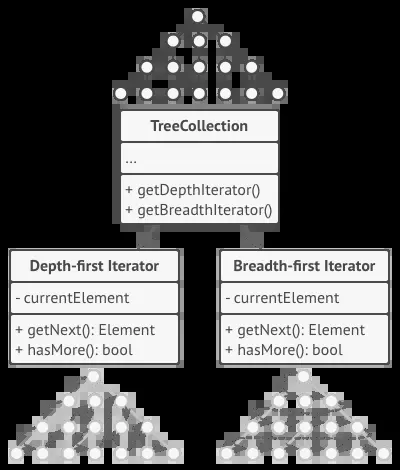 TreeCollection
...
+ getDepthIterator()
+ getBreadthIterator()
Depth-first Iterator
- currentElement
+ getNext(): Element
+ hasMore(): bool
Breadth-first Iterator
- currentElement
+ getNext(): Element
+ hasMore(): bool